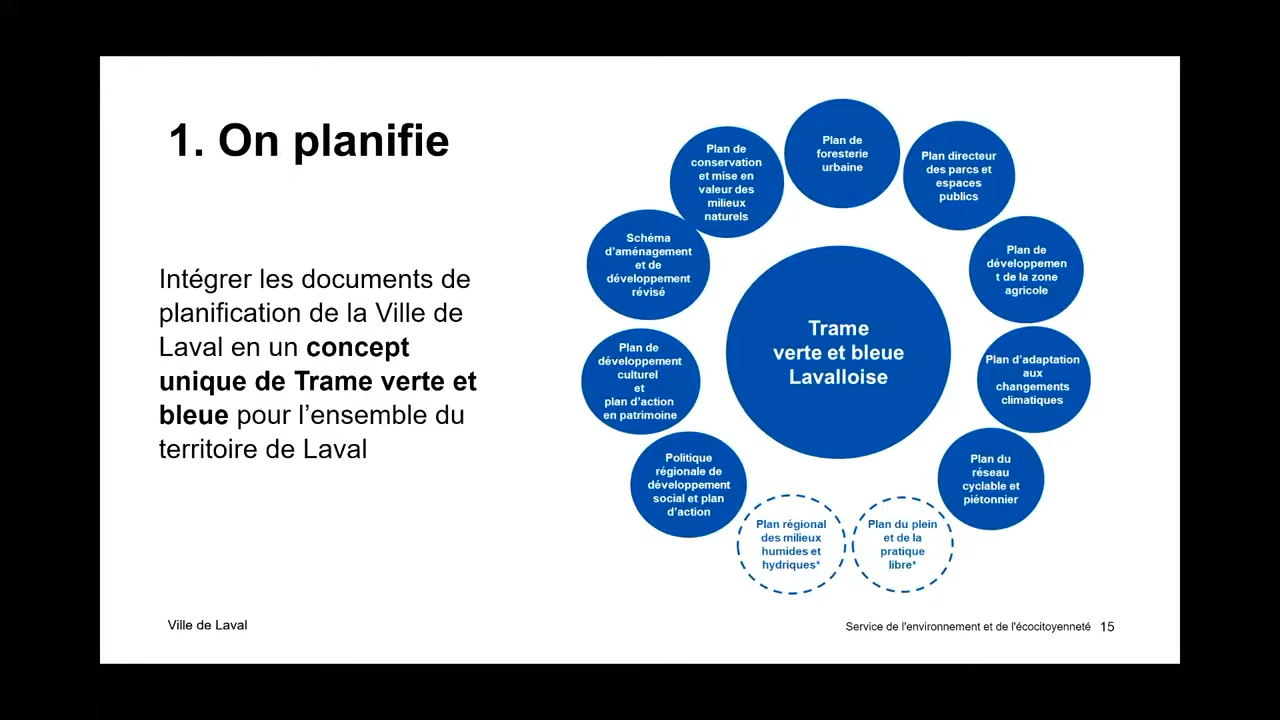 1. On planifie
Intégrer les documents de
planification de la Ville de
Laval en un concept
unique de Trame verte et
bleue pour l'ensemble du
territoire de Laval
Plan de
foresterie
urbaine
Plan directeur
des parcs et
espaces
publics
Plan de
développemen
t de la zone
agricole
Plan d'adaptation
aux
changements
climatiques
Plan du
réseau
cyclable et
piétonnier
Plan du plein
et de la
pratique
libre*
Plan régional
des milieux
humides et
hydriques*
Politique
régionale de
développement
social et plan
d'action
Plan de
développement
culturel
et
plan d'action
en patrimoine
Schéma
d'aménagement
et de
développement
révisé
Plan de
conservation
et mise en
valeur des
milieux
naturels
Trame
verte et bleue
Lavalloise
Ville de Laval
Service de l'environnement et de l'écocitoyenneté 15